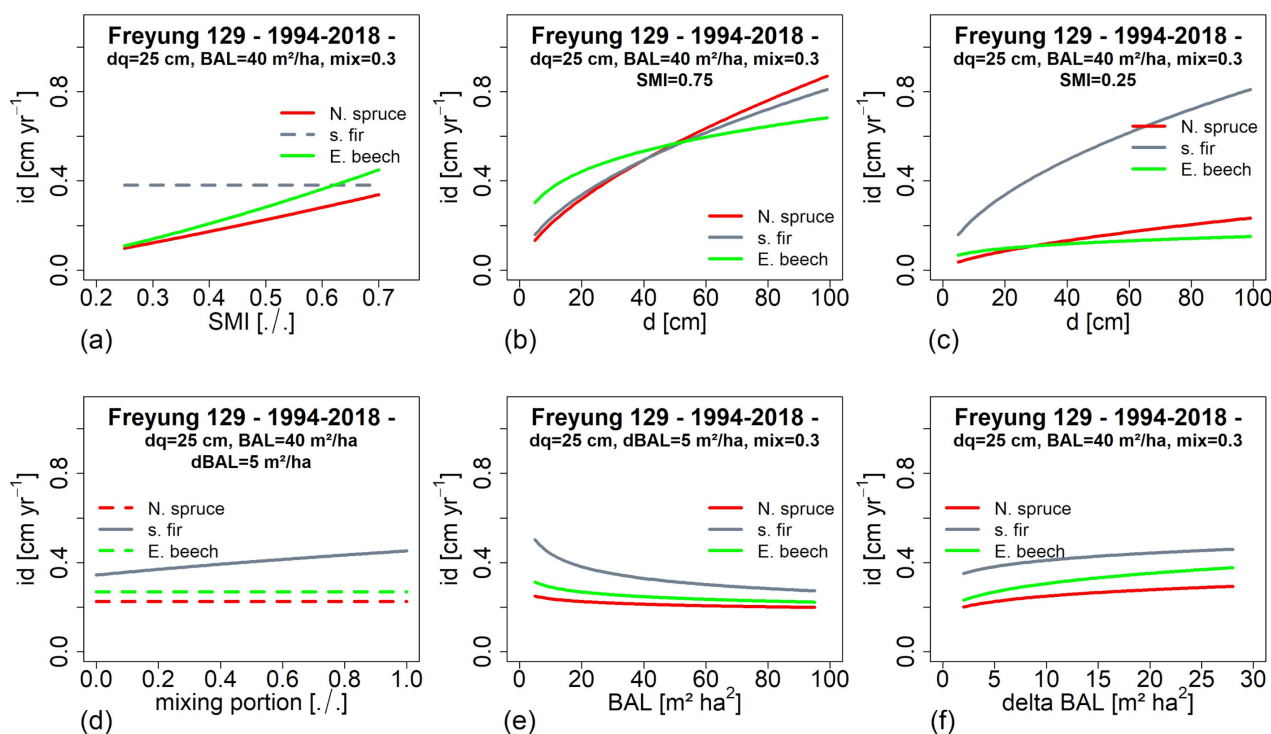 Freyung 129 - 1994-2018 -
dq=25 cm, BAL=40 m²/ha, mix=0.3
N. spruce
s. fir
E. beech
id [cm yr⁻¹]
0.0 0.4 0.8
0.2 0.3 0.4 0.5 0.6 0.7
SMI [./.]
(a)
Freyung 129 - 1994-2018 -
dq=25 cm, BAL=40 m²/ha, mix=0.3
SMI=0.75
N. spruce
s. fir
E. beech
id [cm yr⁻¹]
0.0 0.4 0.8
0 20 40 60 80 100
d [cm]
(b)
Freyung 129 - 1994-2018 -
dq=25 cm, BAL=40 m²/ha, mix=0.3
SMI=0.25
N. spruce
s. fir
E. beech
id [cm yr⁻¹]
0.0 0.4 0.8
0 20 40 60 80 100
d [cm]
(c)
Freyung 129 - 1994-2018 -
dq=25 cm, BAL=40 m²/ha
dBAL=5 m²/ha
N. spruce
s. fir
E. beech
id [cm yr⁻¹]
0.0 0.4 0.8
0.0 0.2 0.4 0.6 0.8 1.0
mixing portion [./.]
(d)
Freyung 129 - 1994-2018 -
dq=25 cm, dBAL=5 m²/ha, mix=0.3
N. spruce
s. fir
E. beech
id [cm yr⁻¹]
0.0 0.4 0.8
0 20 40 60 80 100
BAL [m² ha²]
(e)
Freyung 129 - 1994-2018 -
dq=25 cm, BAL=40 m²/ha, mix=0.3
N. spruce
s. fir
E. beech
id [cm yr⁻¹]
0.0 0.4 0.8
0 5 10 15 20 25 30
delta BAL [m² ha²]
(f)